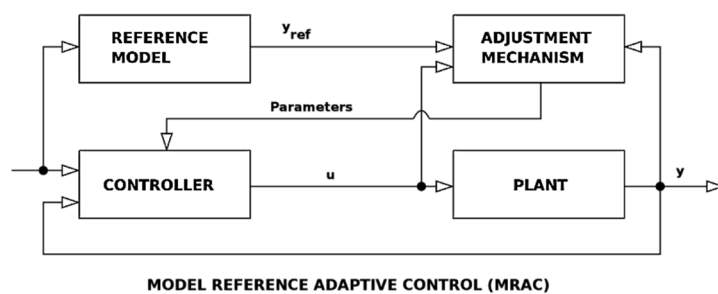 REFERENCE
MODEL
y ref
ADJUSTMENT
MECHANISM
Parameters
CONTROLLER
u
PLANT
y
MODEL REFERENCE ADAPTIVE CONTROL (MRAC)